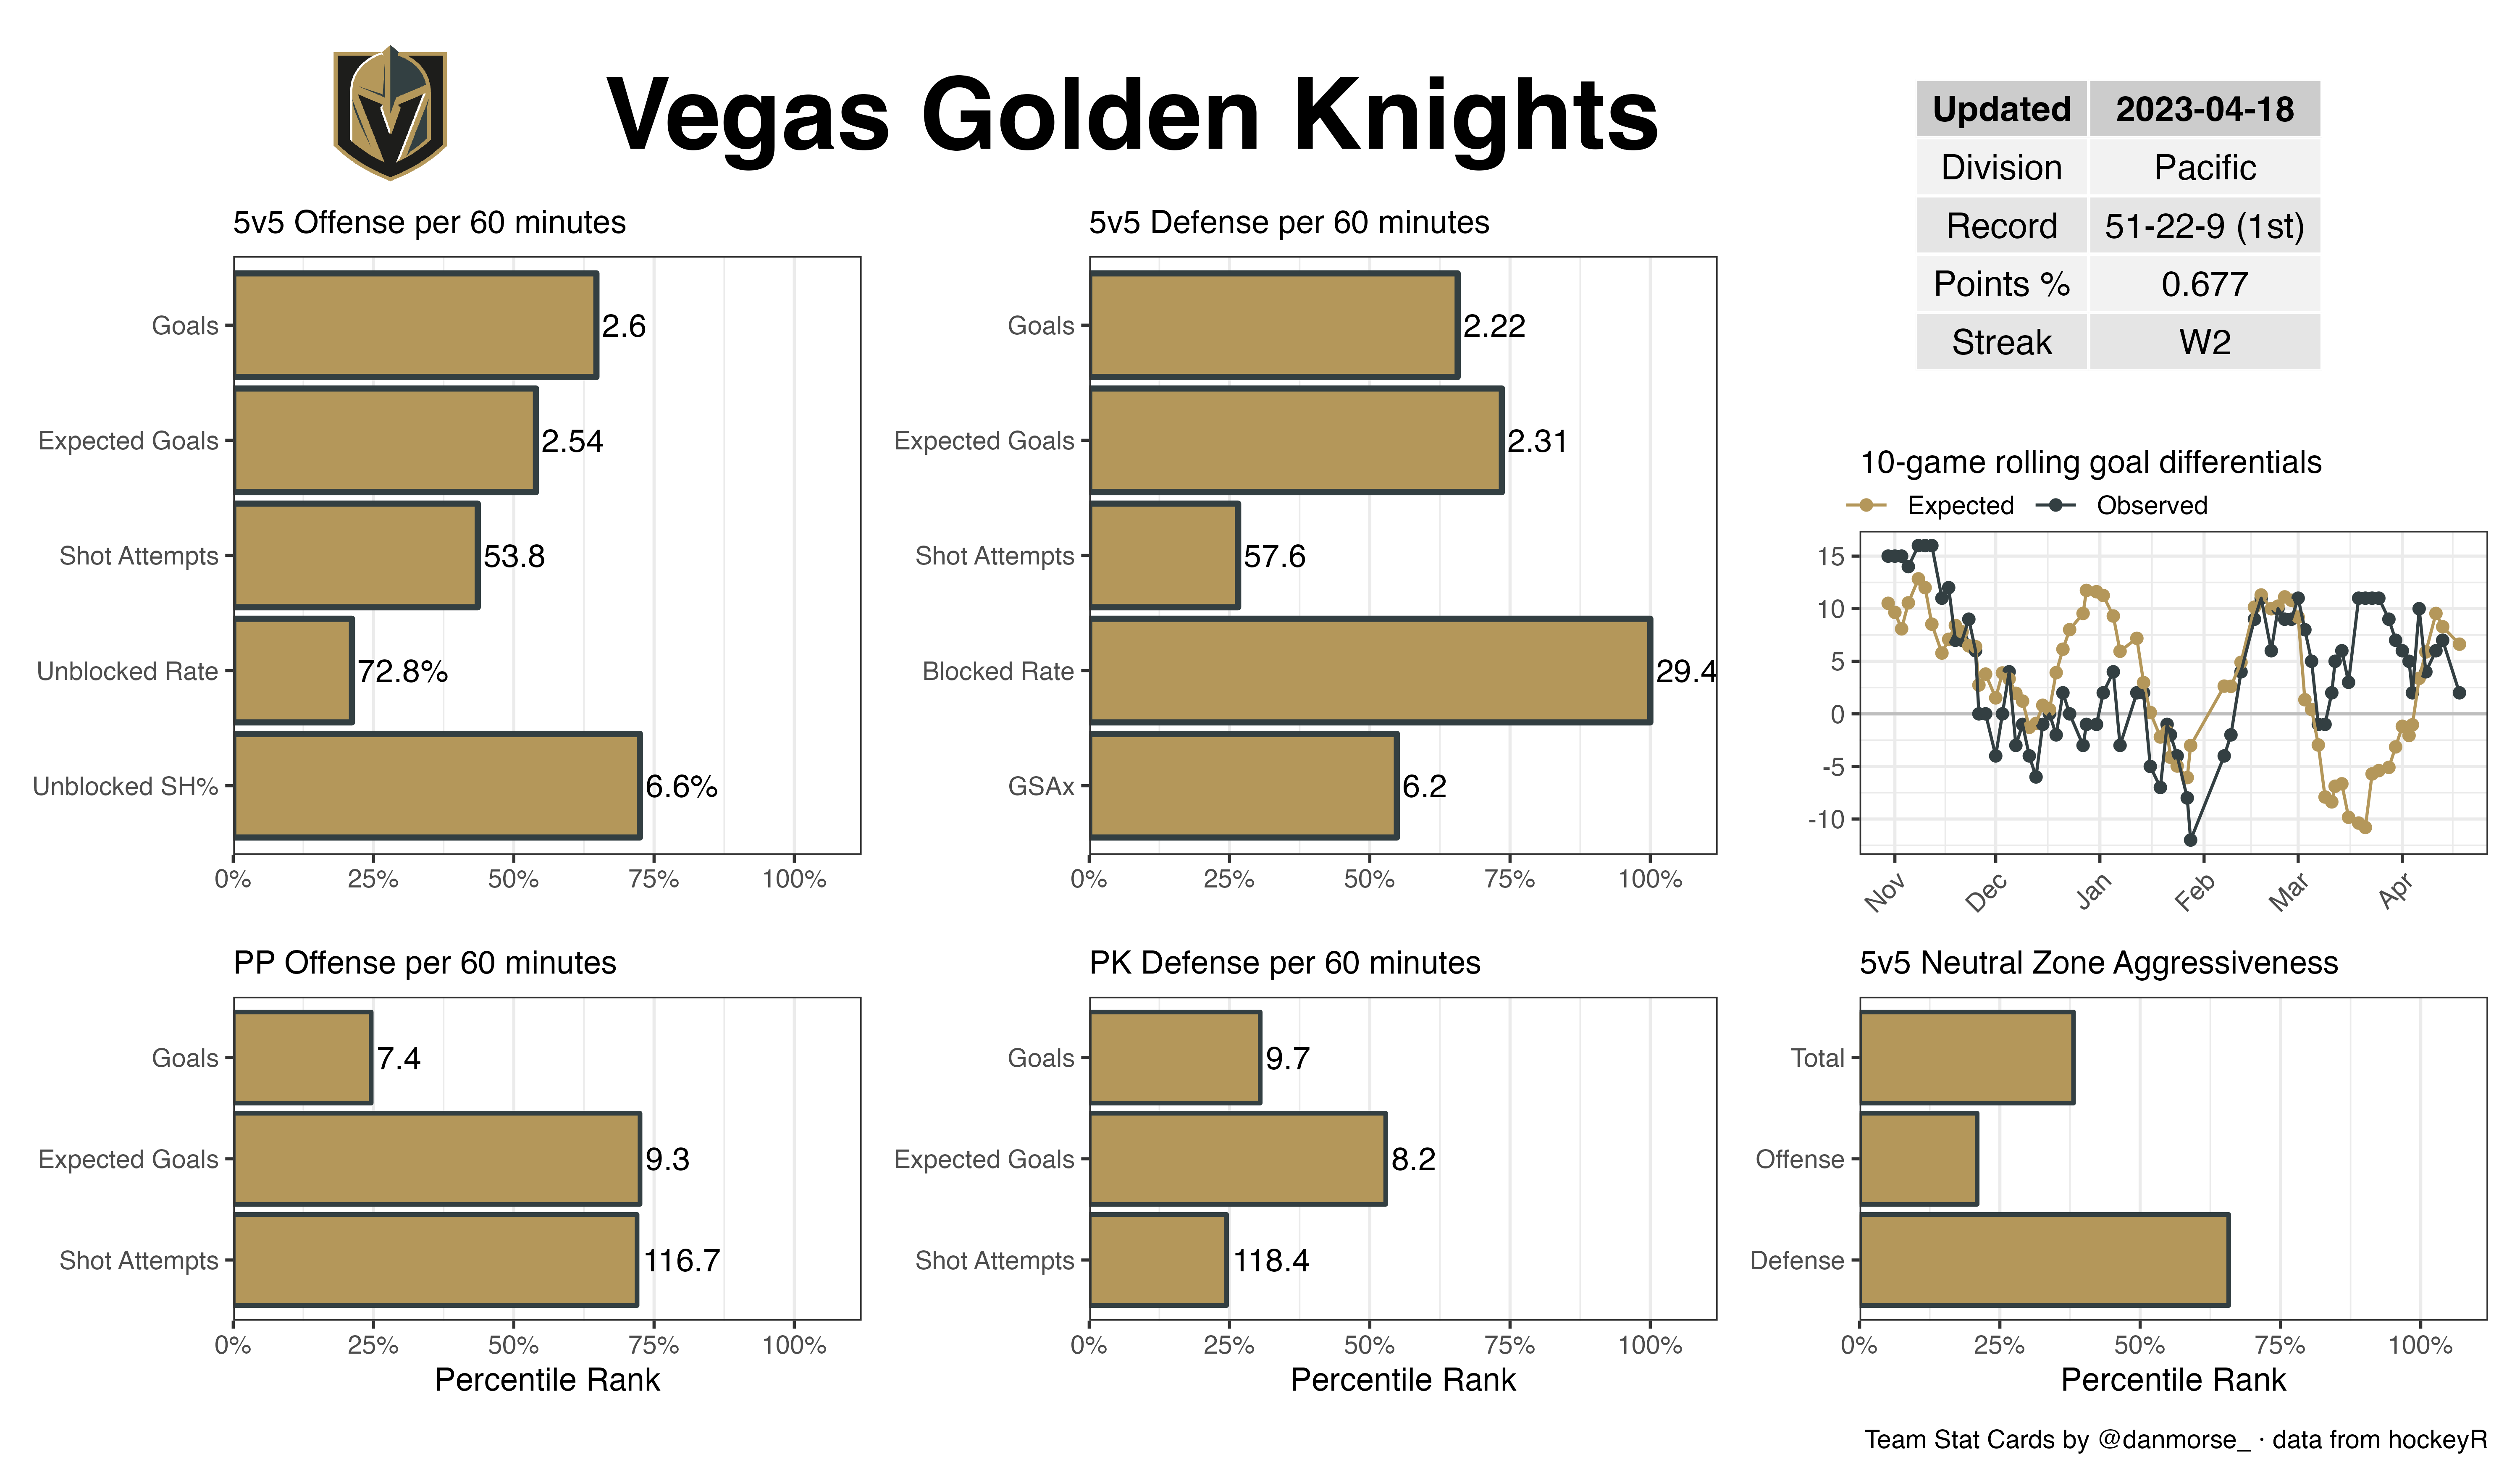 Vegas Golden Knights
Updated 2023-04-18
Division Pacific
Record 51-22-9 (1st)
Points % 0.677
Streak W2
5v5 Offense per 60 minutes
Goals 2.6
Expected Goals 2.54
Shot Attempts 53.8
Unblocked Rate 72.8%
Unblocked SH% 6.6%
0% 25% 50% 75% 100%
5v5 Defense per 60 minutes
Goals 2.22
Expected Goals 2.31
Shot Attempts 57.6
Blocked Rate 29.4
GSAx 6.2
0% 25% 50% 75% 100%
10-game rolling goal differentials
Expected Observed
15
10
5
0
-5
-10
Nov Dec Jan Feb Mar Apr
PP Offense per 60 minutes
Goals 7.4
Expected Goals 9.3
Shot Attempts 116.7
0% 25% 50% 75% 100%
Percentile Rank
PK Defense per 60 minutes
Goals 9.7
Expected Goals 8.2
Shot Attempts 118.4
0% 25% 50% 75% 100%
Percentile Rank
5v5 Neutral Zone Aggressiveness
Total
Offense
Defense
0% 25% 50% 75% 100%
Percentile Rank
Team Stat Cards by @danmorse_ · data from hockeyR